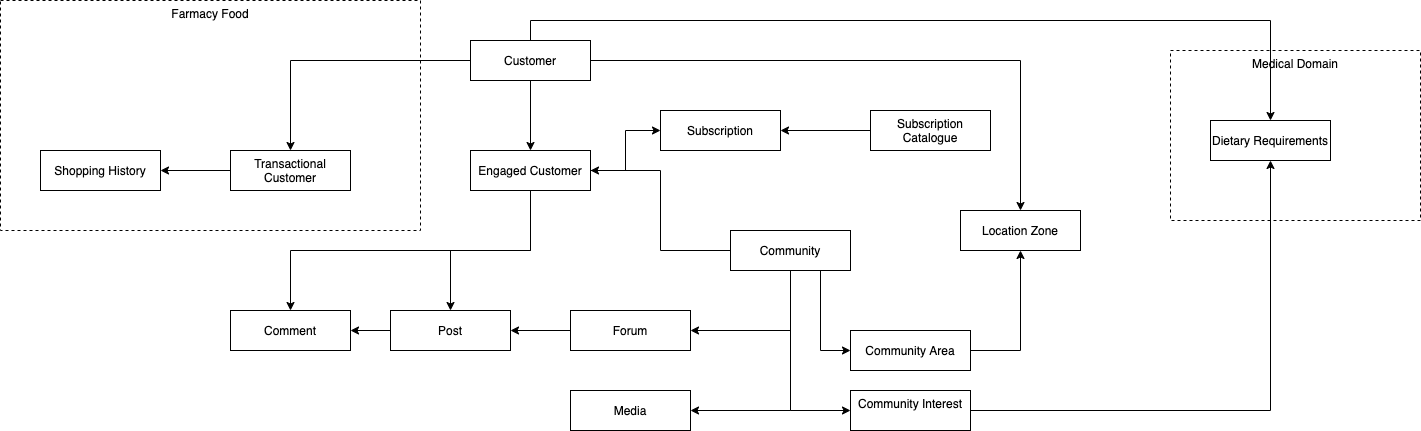 Farmacy Food
Customer
Medical Domain
Subscription
Subscription
Catalogue
Dietary Requirements
Shopping History
Transactional
Customer
Engaged Customer
Location Zone
Community
Comment
Post
Forum
Community Area
Media
Community Interest